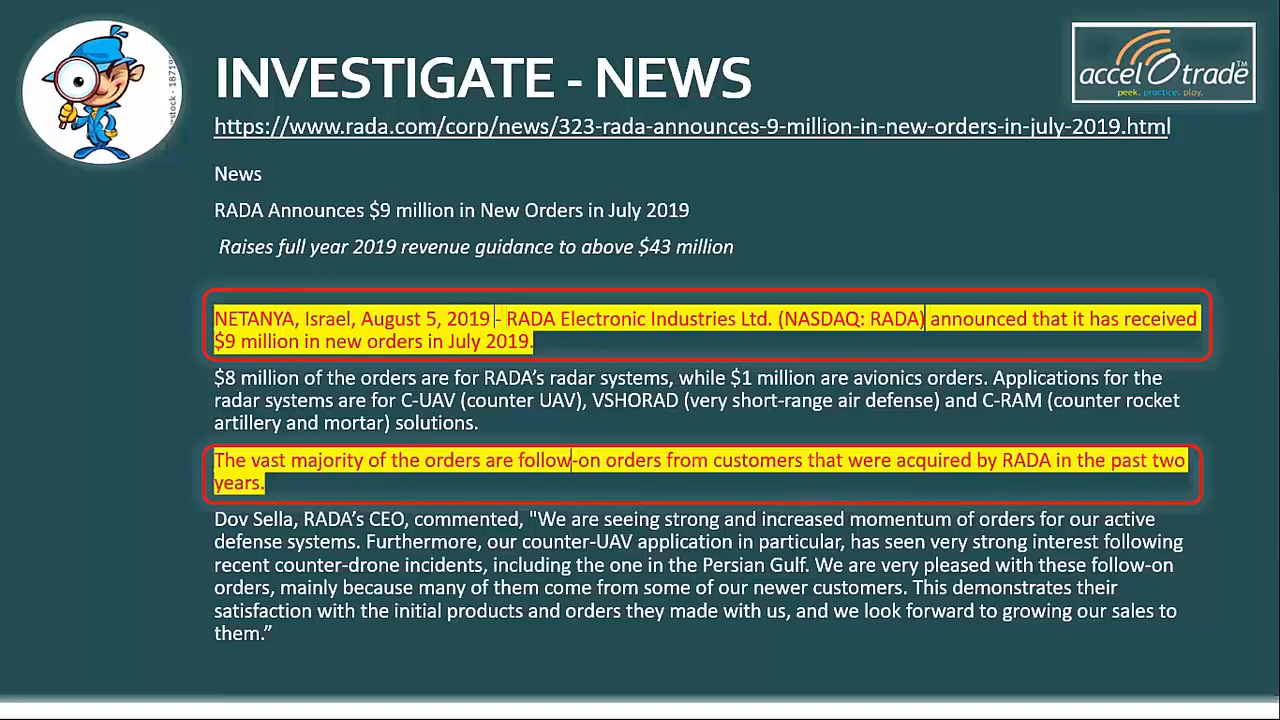 INVESTIGATE - NEWS
accelOtrade™
peek. practice. play.
https://www.rada.com/corp/news/323-rada-announces-9-million-in-new-orders-in-july-2019.html
News
RADA Announces $9 million in New Orders in July 2019
Raises full year 2019 revenue guidance to above $43 million
NETANYA, Israel, August 5, 2019 - RADA Electronic Industries Ltd. (NASDAQ: RADA) announced that it has received
$9 million in new orders in July 2019.
$8 million of the orders are for RADA’s radar systems, while $1 million are avionics orders. Applications for the
radar systems are for C-UAV (counter UAV), VSHORAD (very short-range air defense) and C-RAM (counter rocket
artillery and mortar) solutions.
The vast majority of the orders are follow-on orders from customers that were acquired by RADA in the past two
years.
Dov Sella, RADA’s CEO, commented, "We are seeing strong and increased momentum of orders for our active
defense systems. Furthermore, our counter-UAV application in particular, has seen very strong interest following
recent counter-drone incidents, including the one in the Persian Gulf. We are very pleased with these follow-on
orders, mainly because many of them come from some of our newer customers. This demonstrates their
satisfaction with the initial products and orders they made with us, and we look forward to growing our sales to
them.”